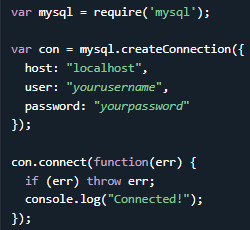 var mysql = require('mysql');

var con = mysql.createConnection({
  host: "localhost",
  user: "yourusername",
  password: "yourpassword"
});

con.connect(function(err) {
  if (err) throw err;
  console.log("Connected!");
});